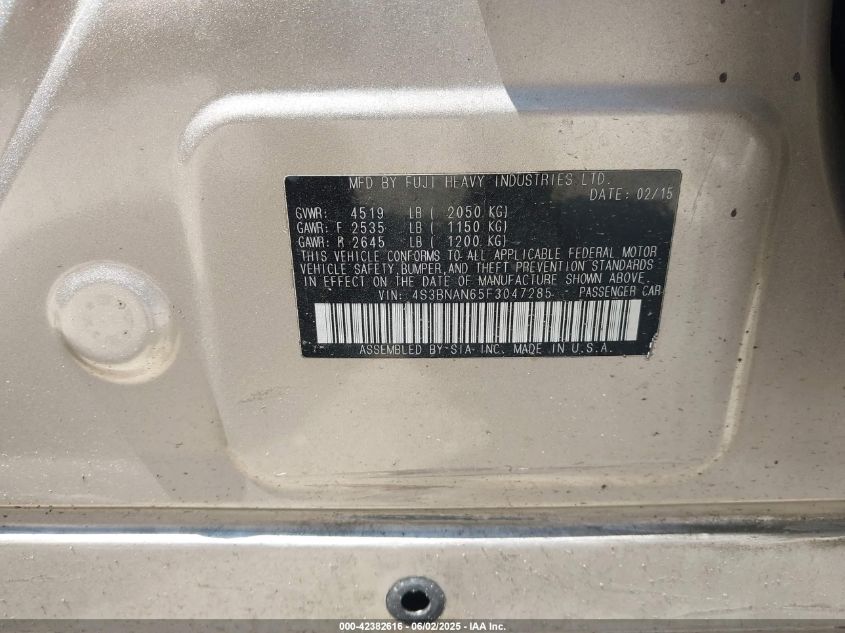 MFD BY FUJI HEAVY INDUSTRIES LTD.
DATE: 02/15
GVWR: 4519 LB ( 2050 KG)
GAWR: F 2535 LB ( 1150 KG)
GAWR: R 2645 LB ( 1200 KG)
THIS VEHICLE CONFORMS TO ALL APPLICABLE FEDERAL MOTOR
VEHICLE SAFETY, BUMPER, AND THEFT PREVENTION STANDARDS
IN EFFECT ON THE DATE OF MANUFACTURE SHOWN ABOVE.
VIN: 4S3BNAN65F3047285 PASSENGER CAR
ASSEMBLED BY SIA INC. MADE IN U.S.A.
000-42382616 - 06/02/2025 - IAA Inc.